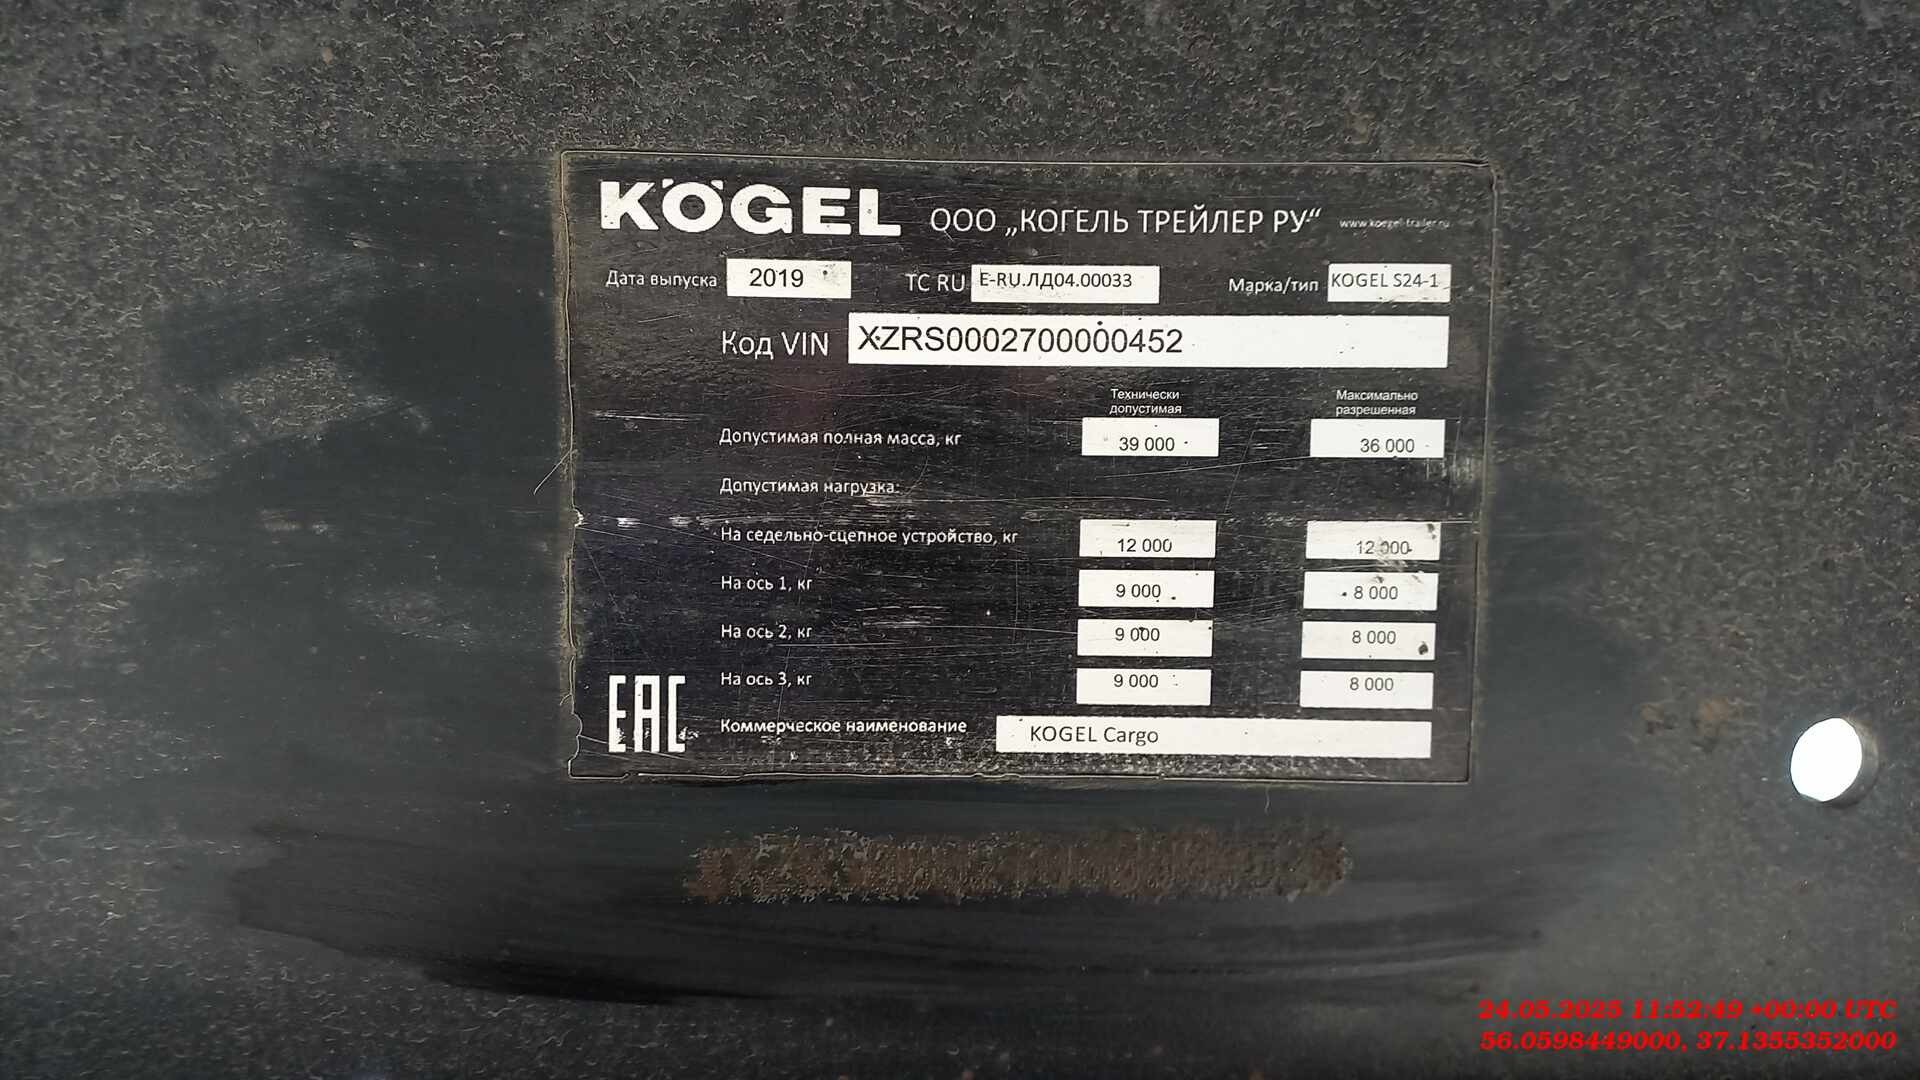 KÖGEL ООО „КОГЕЛЬ ТРЕЙЛЕР РУ“ www.koegel-trailer.ru
Дата выпуска 2019 TC RU E-RU.ЛД04.00033 Марка/тип KOGEL S24-1
Код VIN XZRS0002700000452
Технически допустимая Максимально разрешенная
Допустимая полная масса, кг 39 000 36 000
Допустимая нагрузка:
На седельно-сцепное устройство, кг 12 000 12 000
На ось 1, кг 9 000 8 000
На ось 2, кг 9 000 8 000
На ось 3, кг 9 000 8 000
EAC Коммерческое наименование KOGEL Cargo
24.05.2025 11:52:49 +00:00 UTC
56.0598449000, 37.1355352000